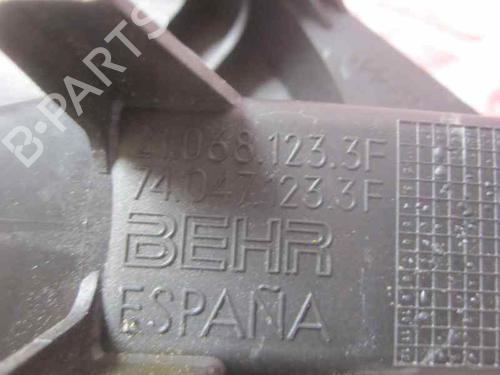 21.068.123.3F
74.047.123.3F
BEHR
ESPAÑA
B-PARTS